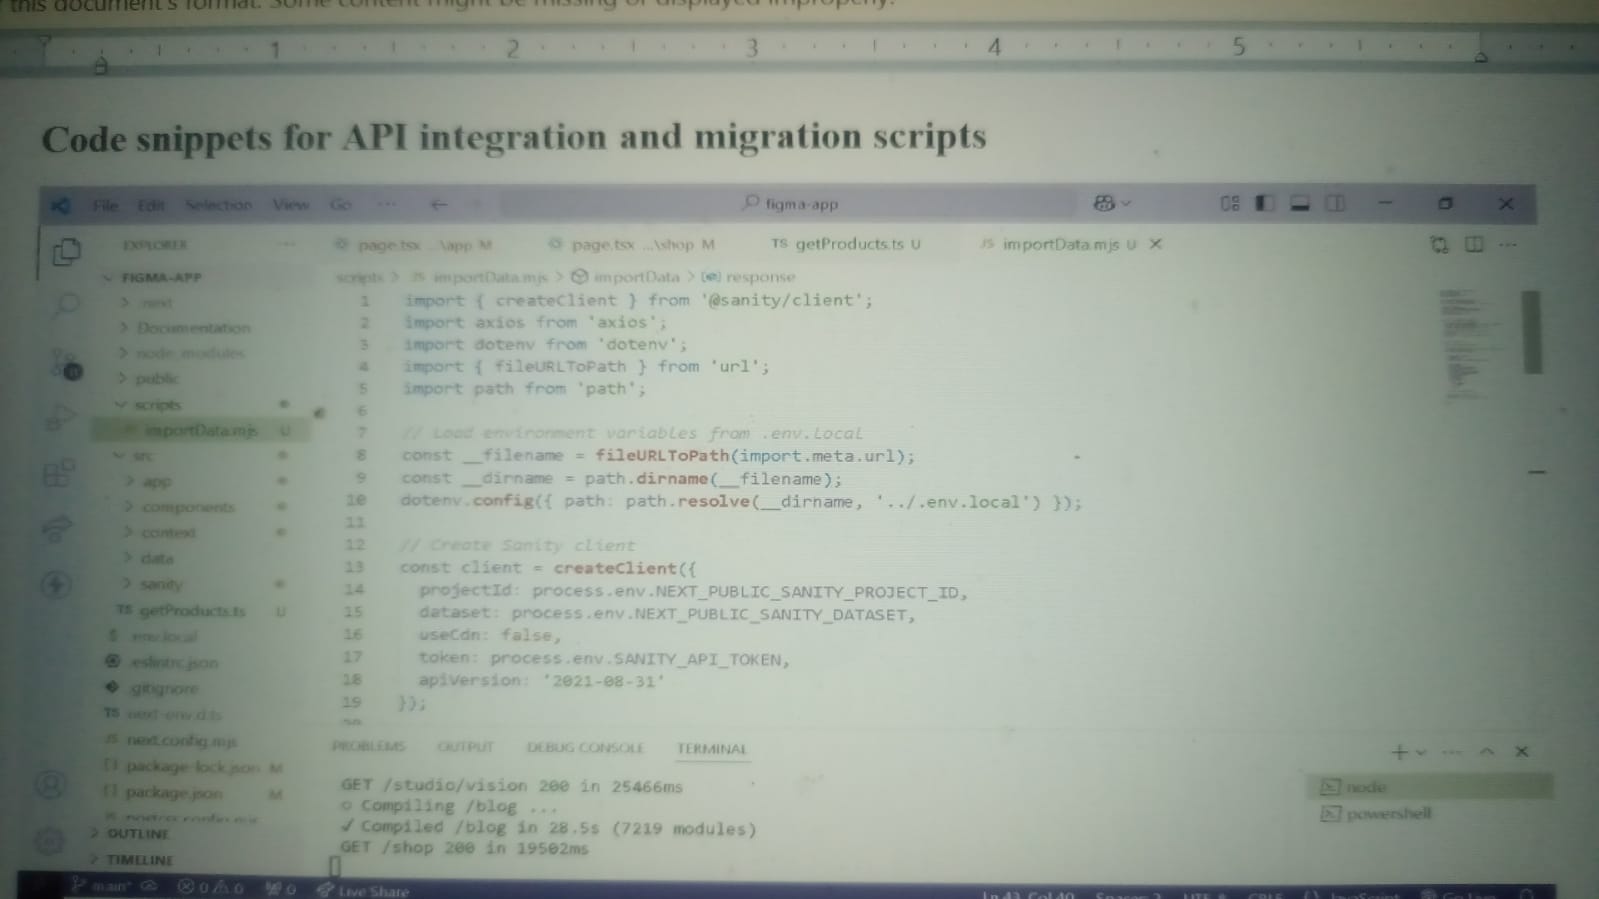 this document's format. Some content might be missing or displayed improperly.
1 2 3 4 5
Code snippets for API integration and migration scripts
File Edit Selection View Go ... figma-app
EXPLORER ...
page.tsx ...\app M
page.tsx ...\shop M
TS getProducts.ts U
JS importData.mjs U
FIGMA-APP
scripts > JS importData.mjs > importData > response
.next
Documentation
node_modules
public
scripts
importData.mjs U
src
app
components
context
data
sanity
TS getProducts.ts U
$ .env.local
.eslintrc.json
.gitignore
TS next-env.d.ts
JS next.config.mjs
{} package-lock.json M
{} package.json M
OUTLINE
TIMELINE
1 import { createClient } from '@sanity/client';
2 import axios from 'axios';
3 import dotenv from 'dotenv';
4 import { fileURLToPath } from 'url';
5 import path from 'path';
6
7 // Load environment variables from .env.local
8 const __filename = fileURLToPath(import.meta.url);
9 const __dirname = path.dirname(__filename);
10 dotenv.config({ path: path.resolve(__dirname, '../.env.local') });
11
12 // Create Sanity client
13 const client = createClient({
14 projectId: process.env.NEXT_PUBLIC_SANITY_PROJECT_ID,
15 dataset: process.env.NEXT_PUBLIC_SANITY_DATASET,
16 useCdn: false,
17 token: process.env.SANITY_API_TOKEN,
18 apiVersion: '2021-08-31'
19 });
20
PROBLEMS OUTPUT DEBUG CONSOLE TERMINAL
GET /studio/vision 200 in 25466ms
○ Compiling /blog ...
✓ Compiled /blog in 28.5s (7219 modules)
GET /shop 200 in 19502ms
node
powershell
main* 0 0 0 Live Share
Ln 43, Col 40